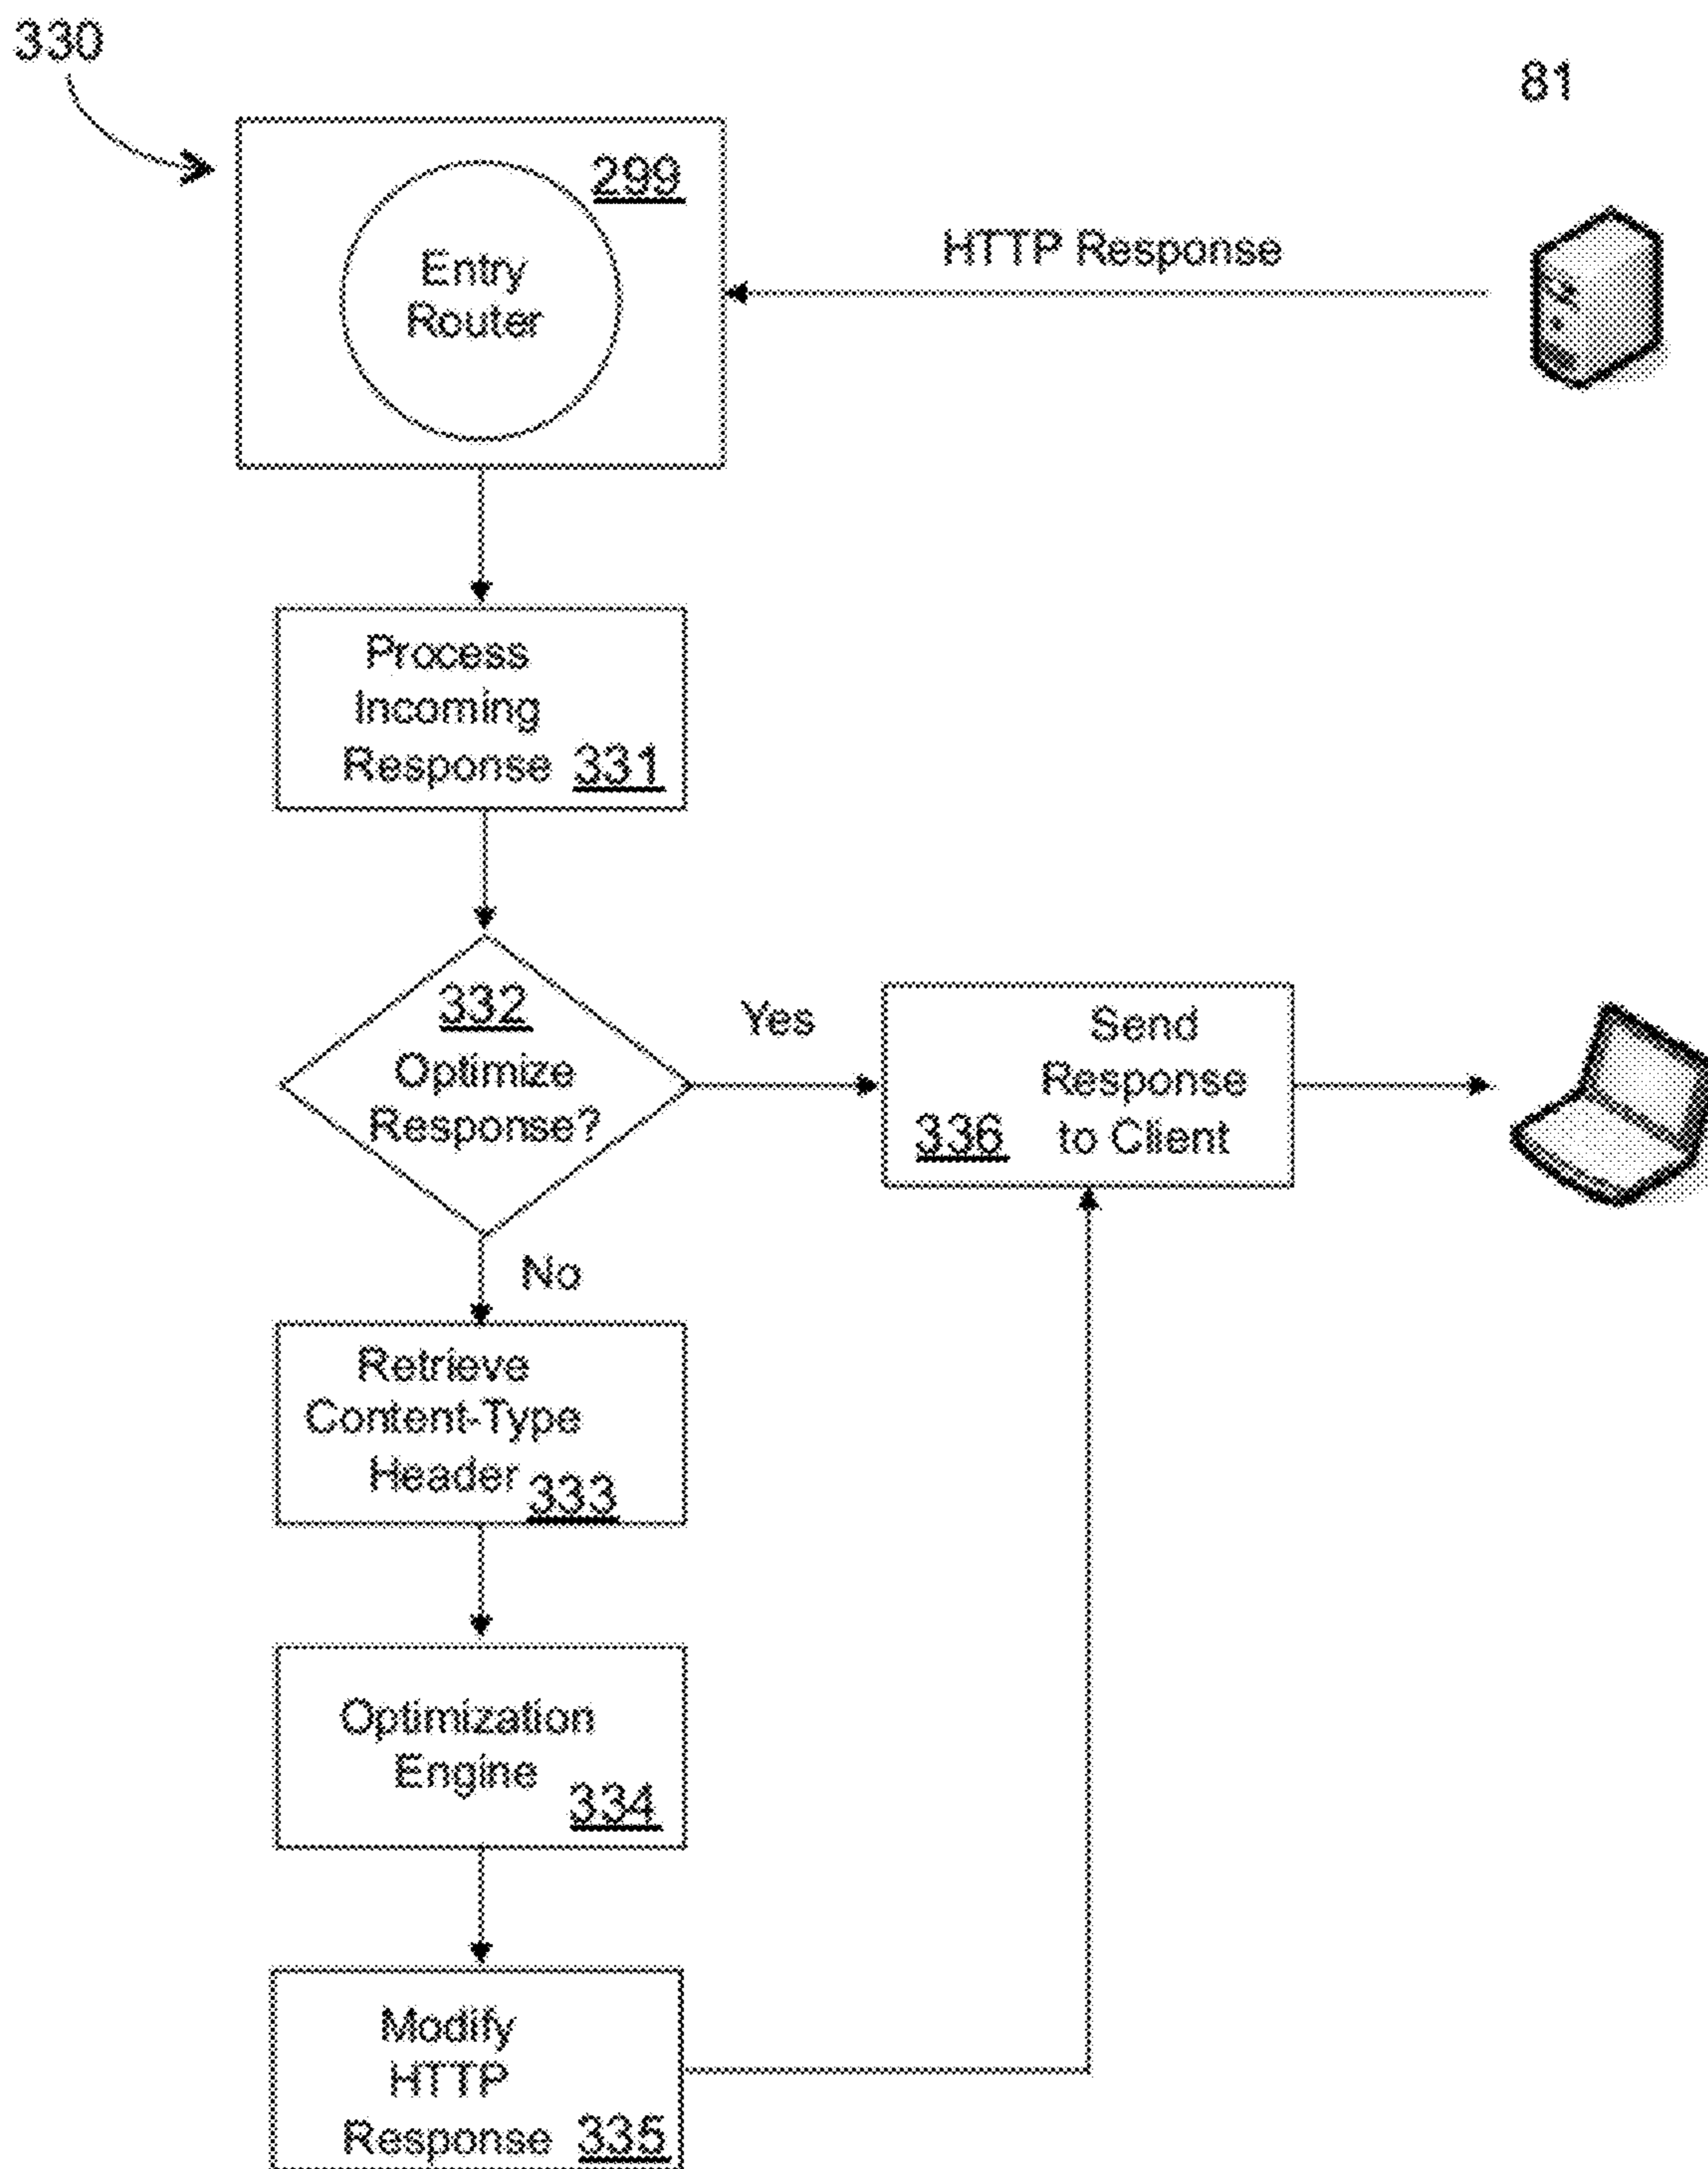 330
81
299
Entry
Router
HTTP Response
Process
Incoming
Response 331
332
Optimize
Response?
Yes
Send
Response
336 to Client
No
Retrieve
Content-Type
Header 333
Optimization
Engine
334
Modify
HTTP
Response 335